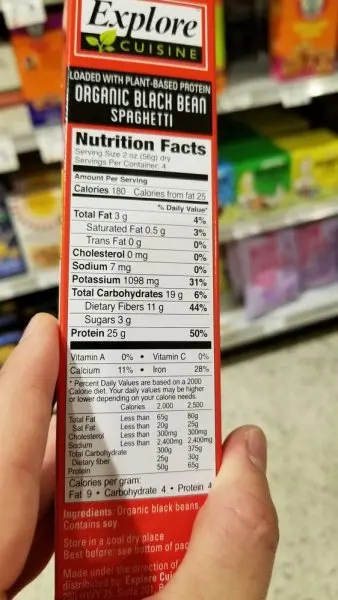 Explore
CUISINE
LOADED WITH PLANT-BASED PROTEIN
ORGANIC BLACK BEAN
SPAGHETTI
Nutrition Facts
Serving Size 2 oz (56g) dry
Servings Per Container: 4
Amount Per Serving
Calories 180 Calories from fat 25
% Daily Value*
Total Fat 3 g 4%
Saturated Fat 0.5 g 3%
Trans Fat 0 g 0%
Cholesterol 0 mg 0%
Sodium 7 mg 0%
Potassium 1098 mg 31%
Total Carbohydrates 19 g 6%
Dietary Fibers 11 g 44%
Sugars 3 g
Protein 25 g 50%
Vitamin A 0% • Vitamin C 0%
Calcium 11% • Iron 28%
* Percent Daily Values are based on a 2000
Calorie diet. Your daily values may be higher
or lower depending on your calorie needs.
Calories 2,000 2,500
Total Fat Less than 65g 80g
Sat Fat Less than 20g 25g
Cholesterol Less than 300mg 300mg
Sodium Less than 2,400mg 2,400mg
Total Carbohydrate 300g 375g
Dietary fiber 25g 30g
Protein 50g 65g
Calories per gram:
Fat 9 • Carbohydrate 4 • Protein 4
Ingredients: Organic black beans
Contains soy
Store in a cool dry place
Best before: see bottom of pac
Made under the direction of
distributed by: Explore Cui